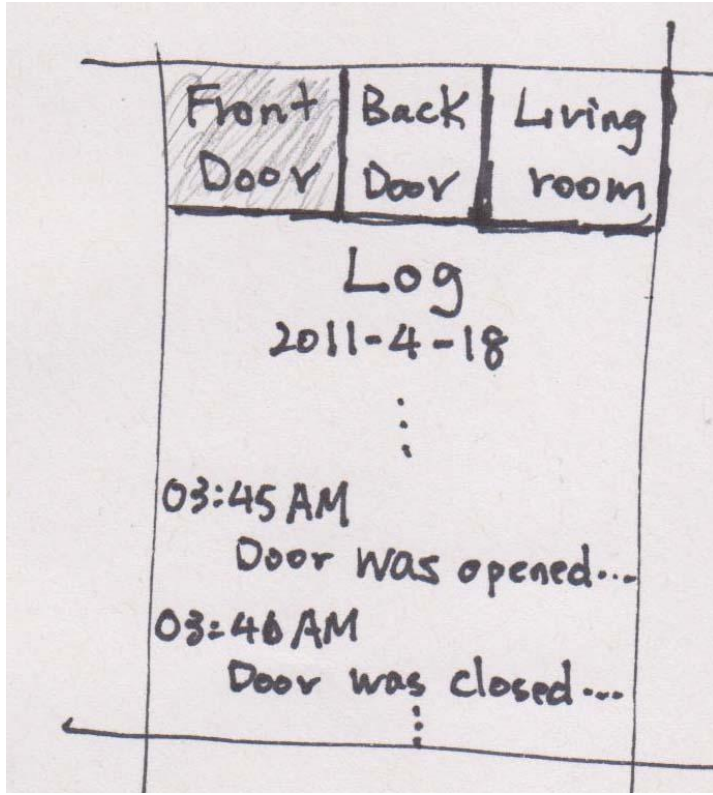 Front Back Living
Door Door room
Log
2011-4-18
03:45 AM
Door was opened...
03:46 AM
Door was closed...